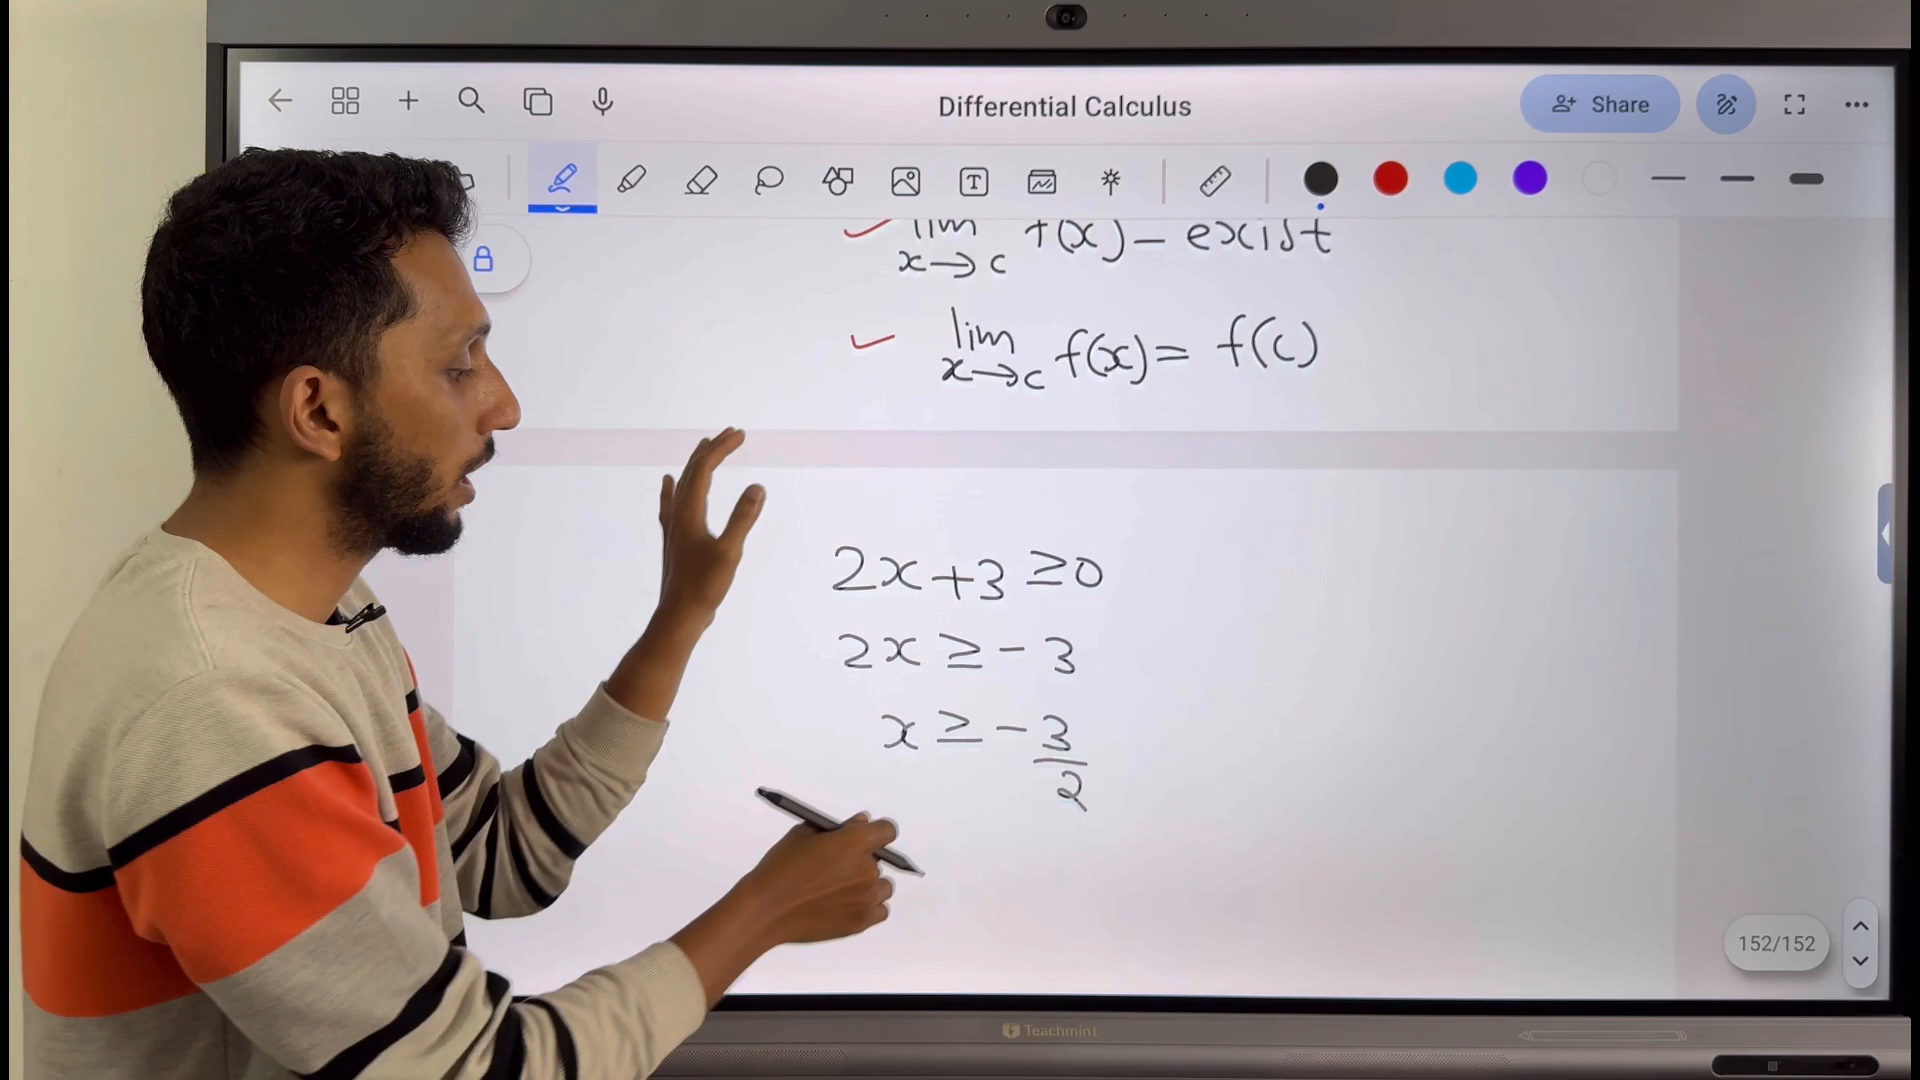 Differential Calculus
Share
lim f(x) – exist
x→c
lim f(x) = f(c)
x→c
2x+3 ≥0
2x ≥ - 3
x ≥ - 3/2
152/152
Teachmint